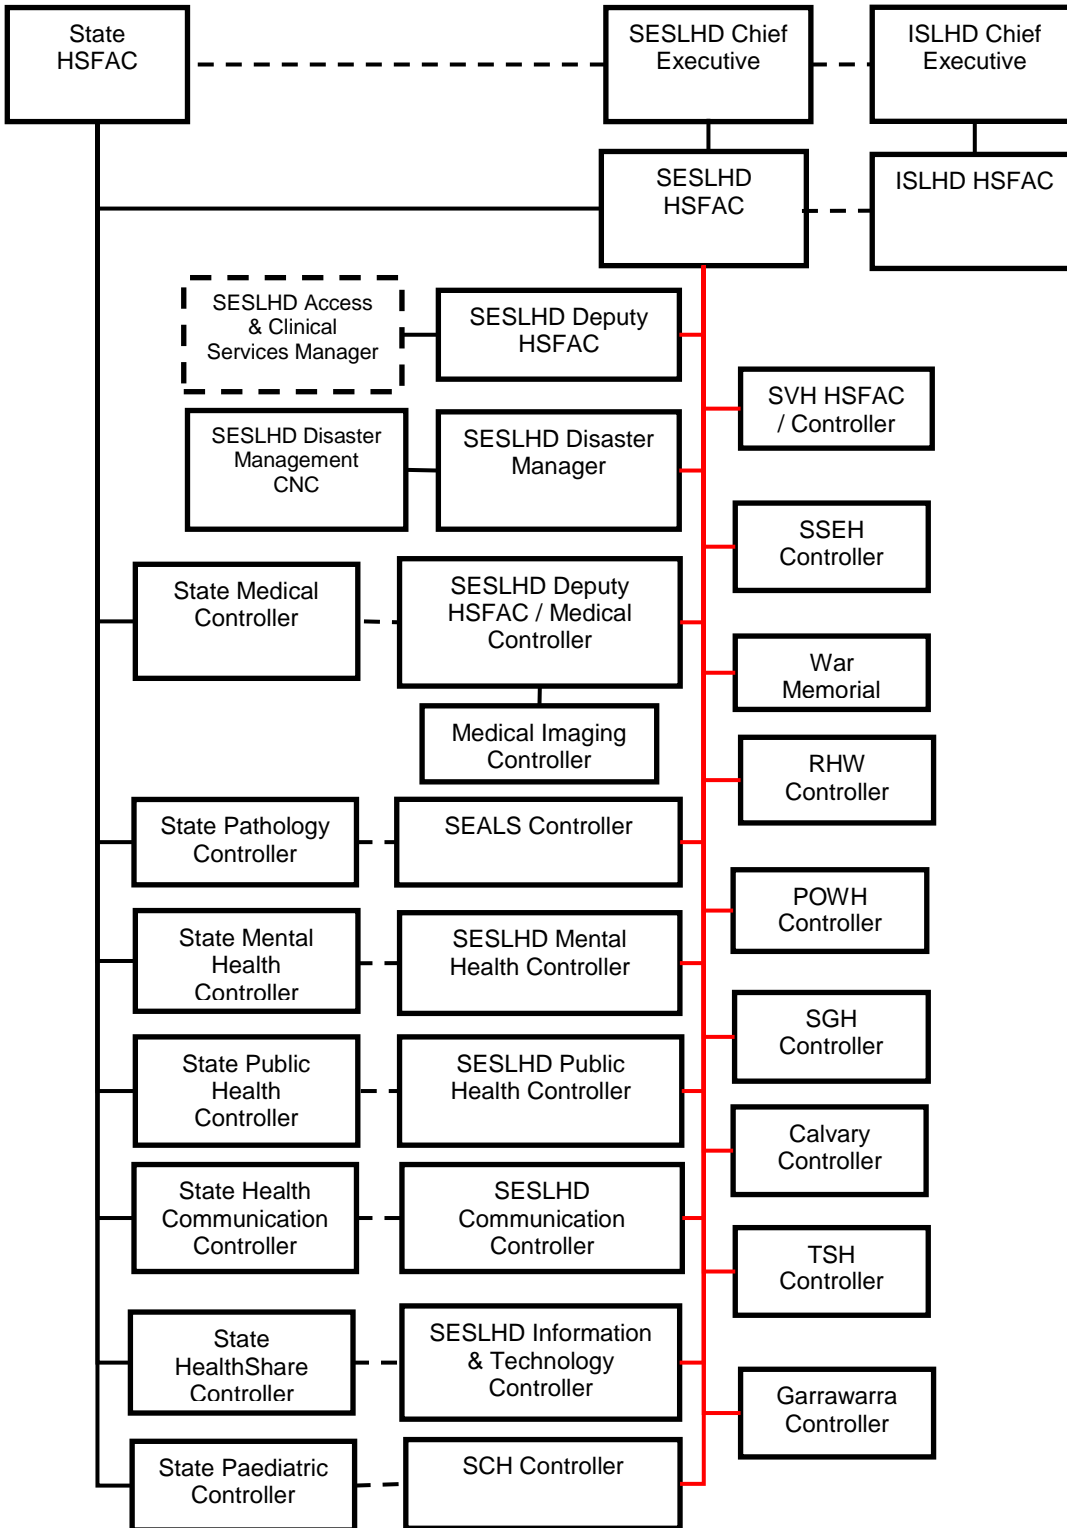 State
HSFAC
SESLHD Chief
Executive
ISLHD Chief
Executive
SESLHD
HSFAC
ISLHD HSFAC
SESLHD Access
& Clinical
Services Manager
SESLHD Deputy
HSFAC
SVH HSFAC
/ Controller
SESLHD Disaster
Management
CNC
SESLHD Disaster
Manager
SSEH
Controller
State Medical
Controller
SESLHD Deputy
HSFAC / Medical
Controller
War
Memorial
Medical Imaging
Controller
RHW
Controller
State Pathology
Controller
SEALS Controller
POWH
Controller
State Mental
Health
Controller
SESLHD Mental
Health Controller
SGH
Controller
State Public
Health
Controller
SESLHD Public
Health Controller
Calvary
Controller
State Health
Communication
Controller
SESLHD
Communication
Controller
TSH
Controller
State
HealthShare
Controller
SESLHD Information
& Technology
Controller
Garrawarra
Controller
State Paediatric
Controller
SCH Controller